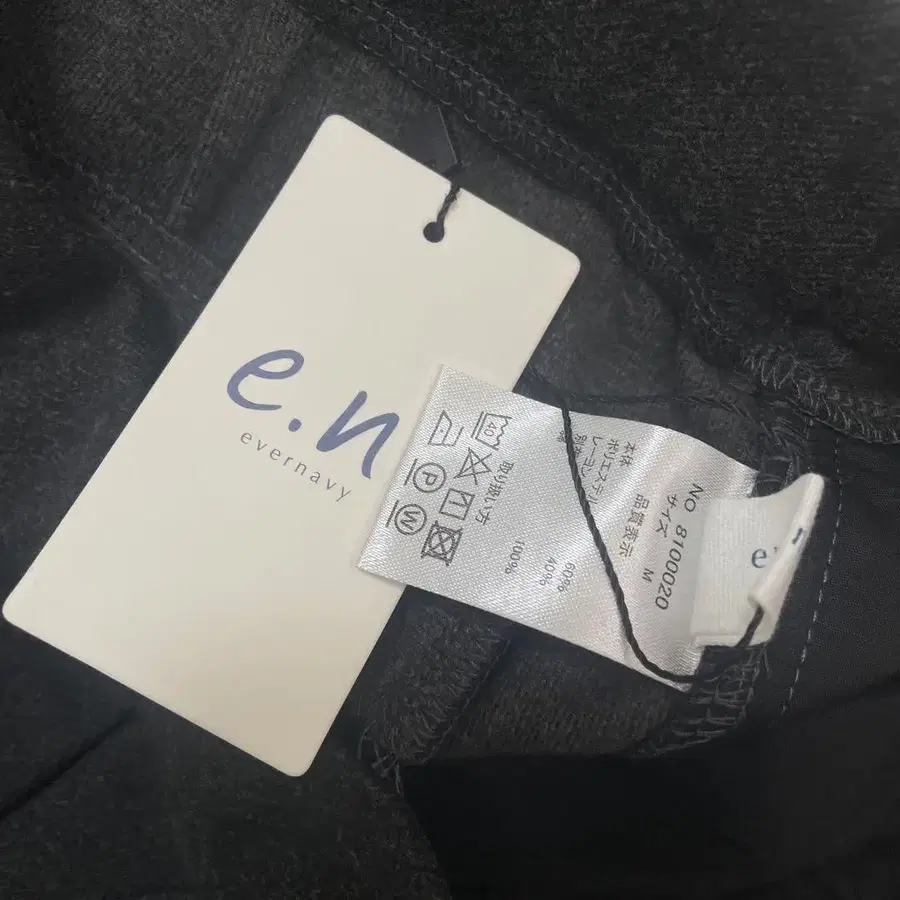 e.n
evernavy
NO 8100020
サイズ M
品質表示
本体
ポリエステル 60%
レーヨン 40%
100%
取り扱い方
40
P
W
e